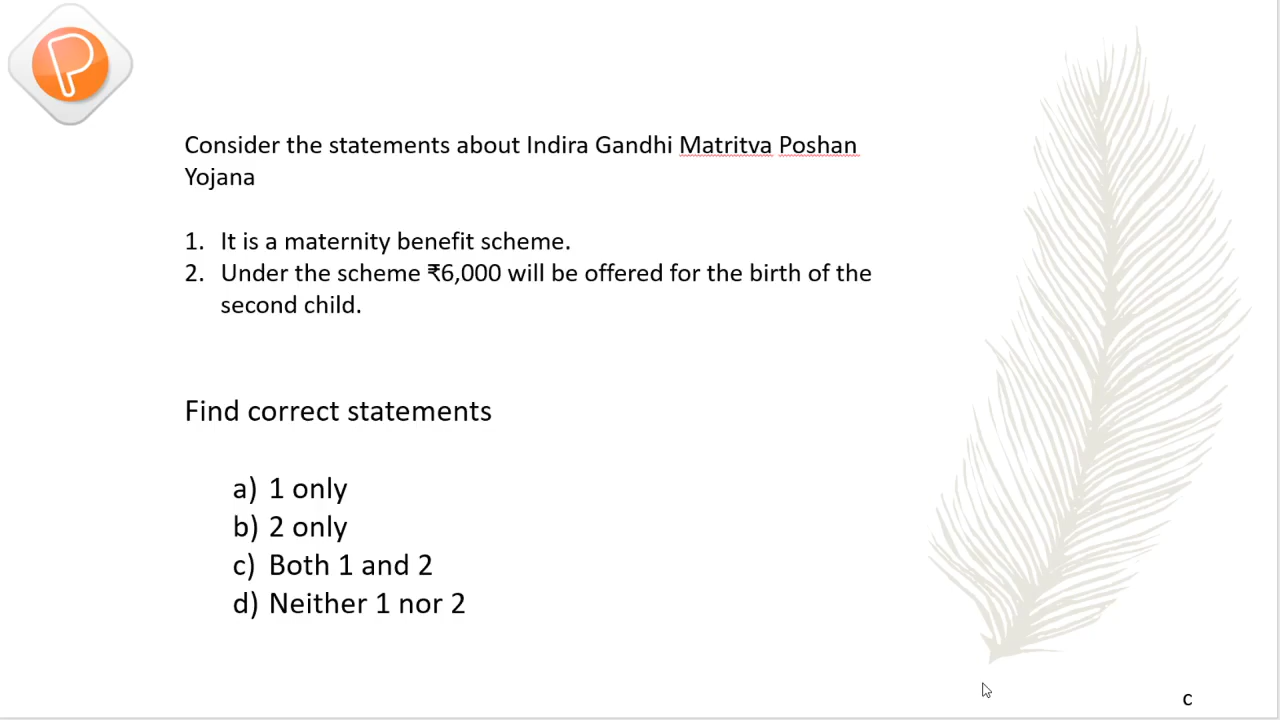 Consider the statements about Indira Gandhi Matritva Poshan
Yojana
1. It is a maternity benefit scheme.
2. Under the scheme ₹6,000 will be offered for the birth of the
second child.
Find correct statements
a) 1 only
b) 2 only
c) Both 1 and 2
d) Neither 1 nor 2
c